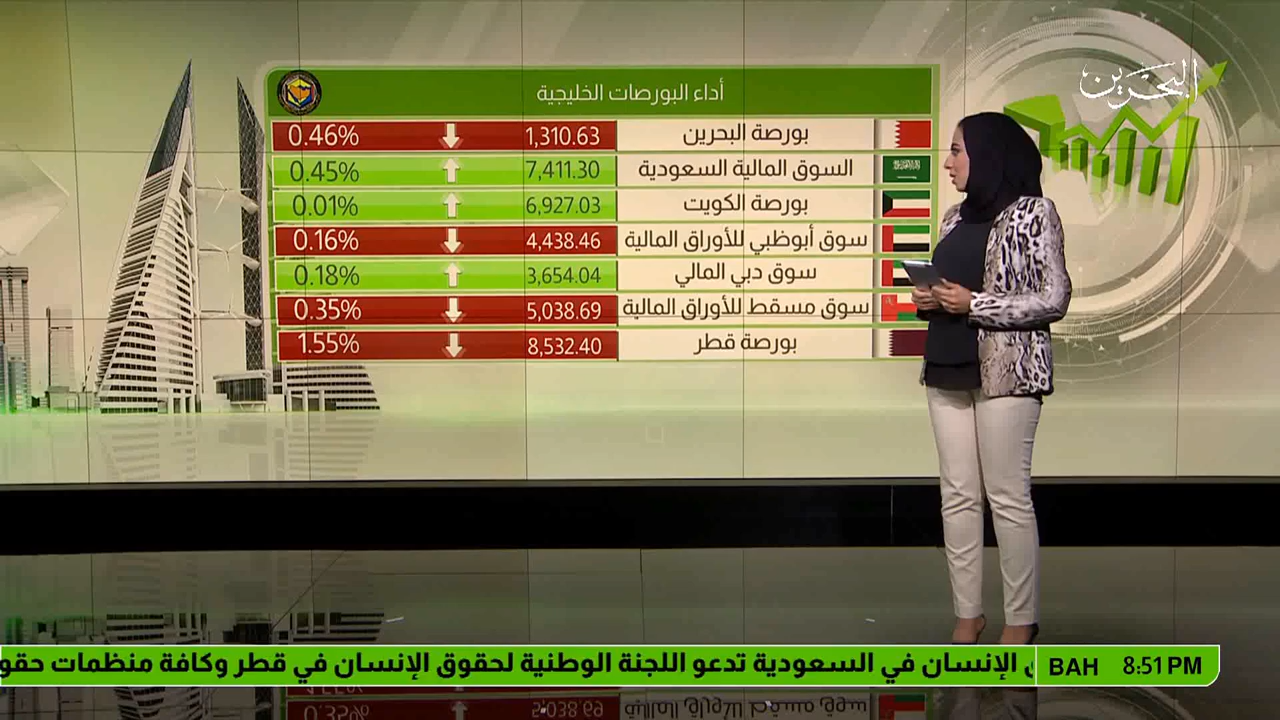 البحرين
أداء البورصات الخليجية
بورصة البحرين 1,310.63 0.46%
السوق المالية السعودية 7,411.30 0.45%
بورصة الكويت 6,927.03 0.01%
سوق أبوظبي للأوراق المالية 4,438.46 0.16%
سوق دبي المالي 3,654.04 0.18%
سوق مسقط للأوراق المالية 5,038.69 0.35%
بورصة قطر 8,532.40 1.55%
الإنسان في السعودية تدعو اللجنة الوطنية لحقوق الإنسان في قطر وكافة منظمات
BAH 8:51 PM